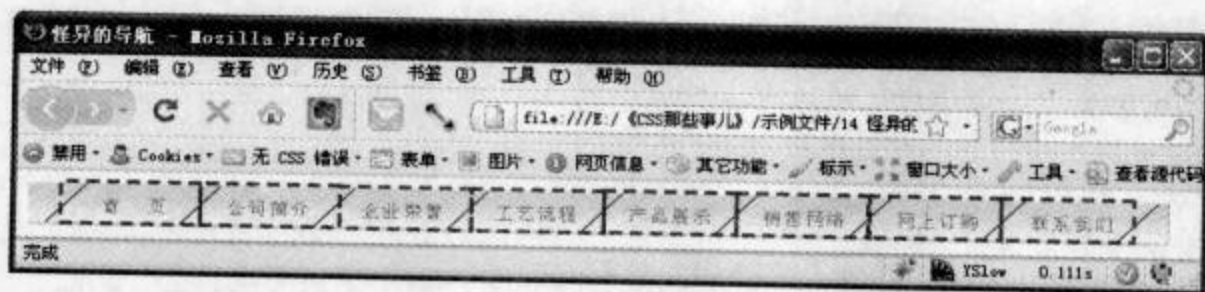 怪异的导航 - Mozilla Firefox
文件 (F) 编辑 (E) 查看 (V) 历史 (S) 书签 (B) 工具 (T) 帮助 (H)
file:///E:/《CSS那些事儿》/示例文件/14 怪异的 Google
禁用 Cookies 无 CSS 错误 表单 图片 网页信息 其它功能 标示 窗口大小 工具 查看源代码
首 页 公司简介 企业荣誉 工艺流程 产品展示 销售网络 网上订购 联系我们
完成 YSlow 0.111s